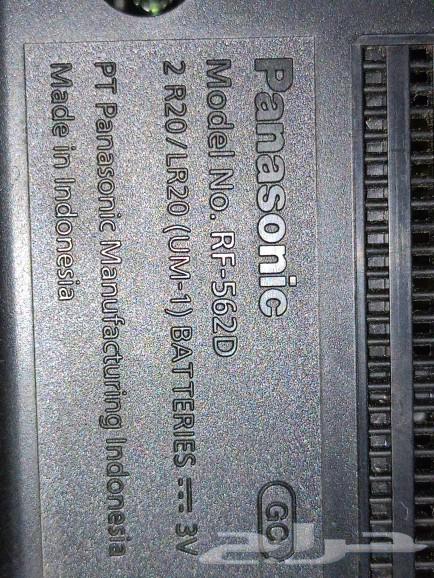 Panasonic GC
Model No. RF-562D
2 R20/LR20 (UM-1) BATTERIES ⎓ 3V
PT Panasonic Manufacturing Indonesia
Made in Indonesia
حراج